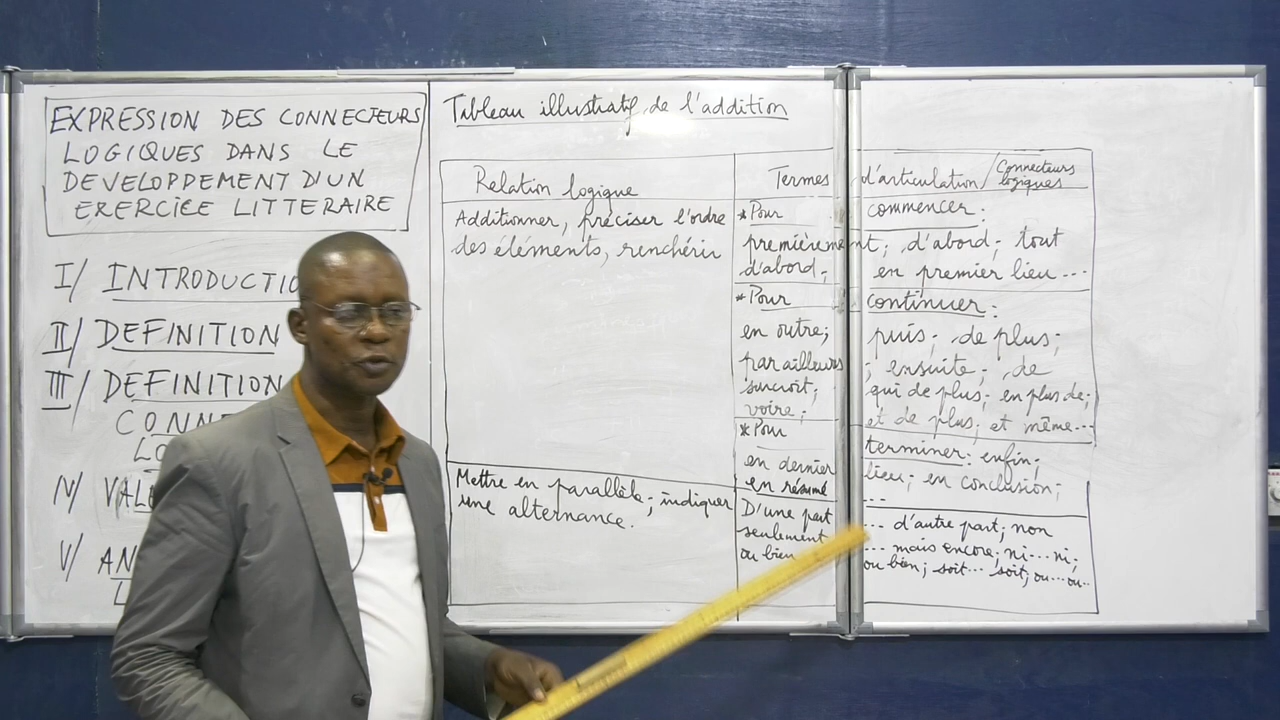 EXPRESSION DES CONNECTEURS
LOGIQUES DANS LE
DEVELOPPEMENT D'UN
EXERCICE LITTERAIRE
I/ INTRODUCTIO
II/ DEFINITION
III/ DEFINITION
CONNE
LO
IV/ VALE
V/ AN
L
Tableau illustratif de l'addition
Relation logique
Termes d'articulation / Connecteurs
logiques
Additionner, préciser l'ordre
des éléments, renchérir
* Pour commencer :
premièrement; d'abord; tout
d'abord; en premier lieu ...
* Pour continuer :
en outre; puis; de plus;
par ailleurs; ensuite; de
surcroit; qui de plus; en plus de;
voire; et de plus; et même...
* Pour terminer : enfin;
en dernier lieu; en conclusion;
en résumé ...
Mettre en parallèle; indiquer
une alternance.
D'une part ... d'autre part; non
seulement ... mais encore; ni... ni;
ou bien ou bien; soit... soit; ou... ou...